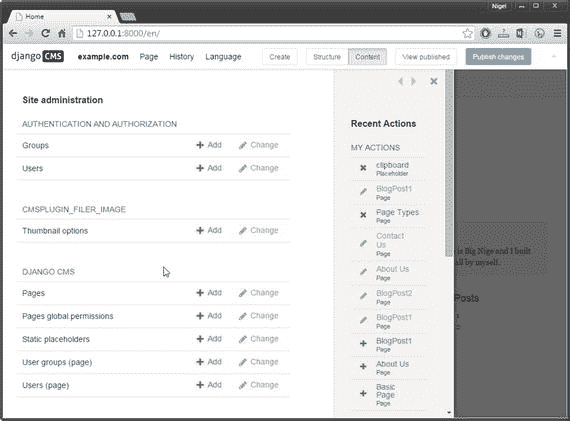 Nigel
Home
127.0.0.1:8000/en/
django CMS example.com Page History Language Create Structure Content View published Publish changes
Site administration
AUTHENTICATION AND AUTHORIZATION
Groups Add Change
Users Add Change
CMSPLUGIN_FILER_IMAGE
Thumbnail options Add Change
DJANGO CMS
Pages Add Change
Pages global permissions Add Change
Static placeholders Add Change
User groups (page) Add Change
Users (page) Add Change
Recent Actions
MY ACTIONS
clipboard
Placeholder
BlogPost1
Page
Page Types
Page
Contact
Us
Page
About Us
Page
BlogPost2
Page
BlogPost1
Page
BlogPost1
Page
About Us
Page
Basic
Page
Page
is Big Nige and I built
all by myself.
Posts
1
2